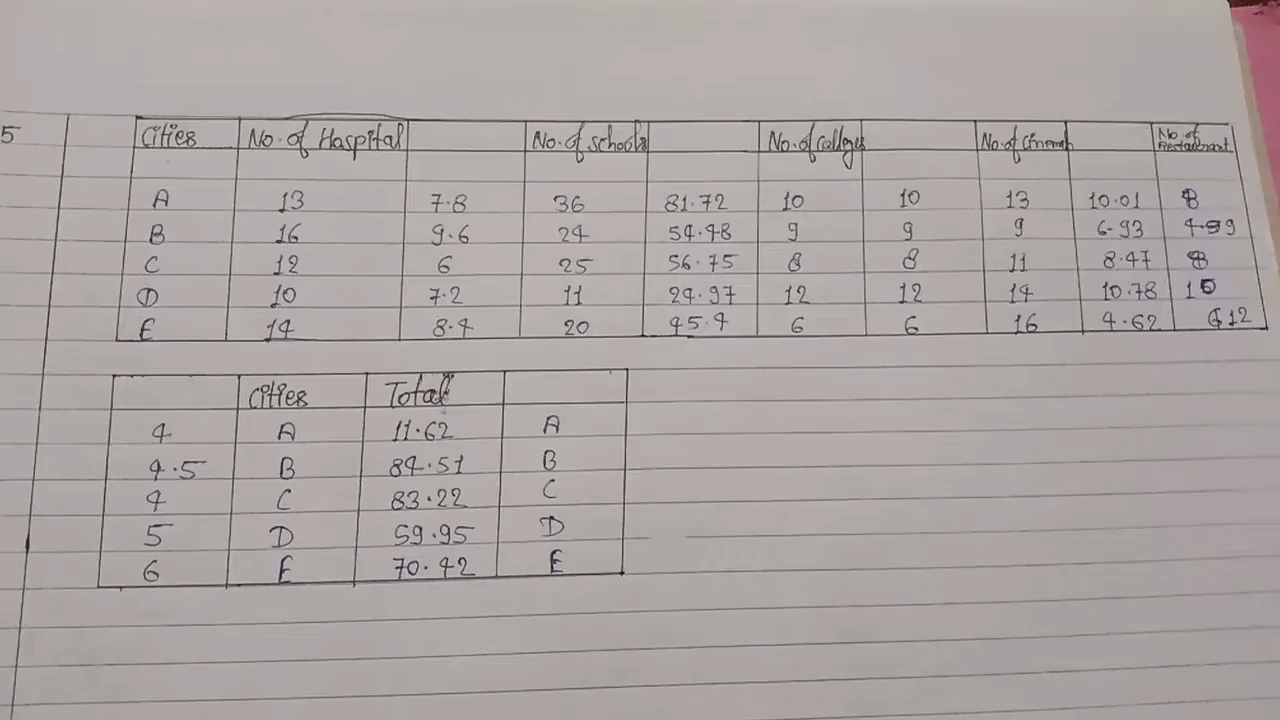 5
Cities No. of Hospital No. of schools No. of colleges No. of cinema No. of Restaurant
A 13 7.8 36 81.72 10 10 13 10.01 8
B 16 9.6 24 54.48 9 9 9 6.93 4.99
C 12 6 25 56.75 8 8 11 8.47 8
D 10 7.2 11 24.97 12 12 14 10.78 10
E 14 8.4 20 45.4 6 6 16 4.62 12
Cities Total
4 A 11.62 A
4.5 B 84.51 B
4 C 83.22 C
5 D 59.95 D
6 E 70.42 E